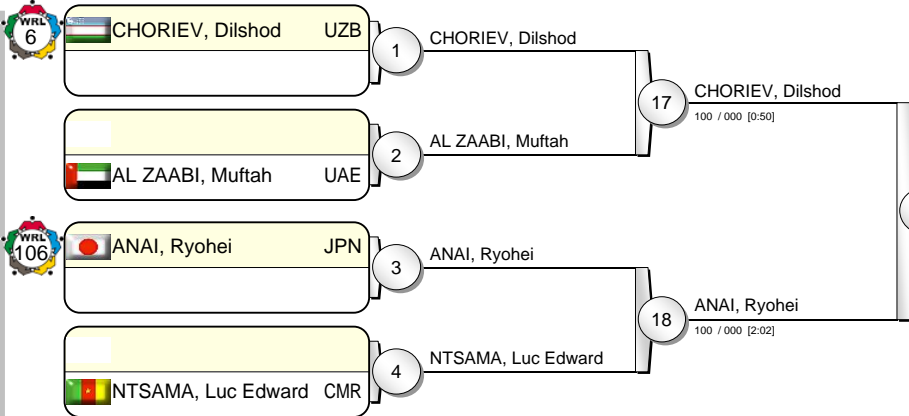 WRL
6
CHORIEV, Dilshod UZB
1
CHORIEV, Dilshod
AL ZAABI, Muftah UAE
2
AL ZAABI, Muftah
17
CHORIEV, Dilshod
100 / 000 [0:50]
WRL
106
ANAI, Ryohei JPN
3
ANAI, Ryohei
NTSAMA, Luc Edward CMR
4
NTSAMA, Luc Edward
18
ANAI, Ryohei
100 / 000 [2:02]